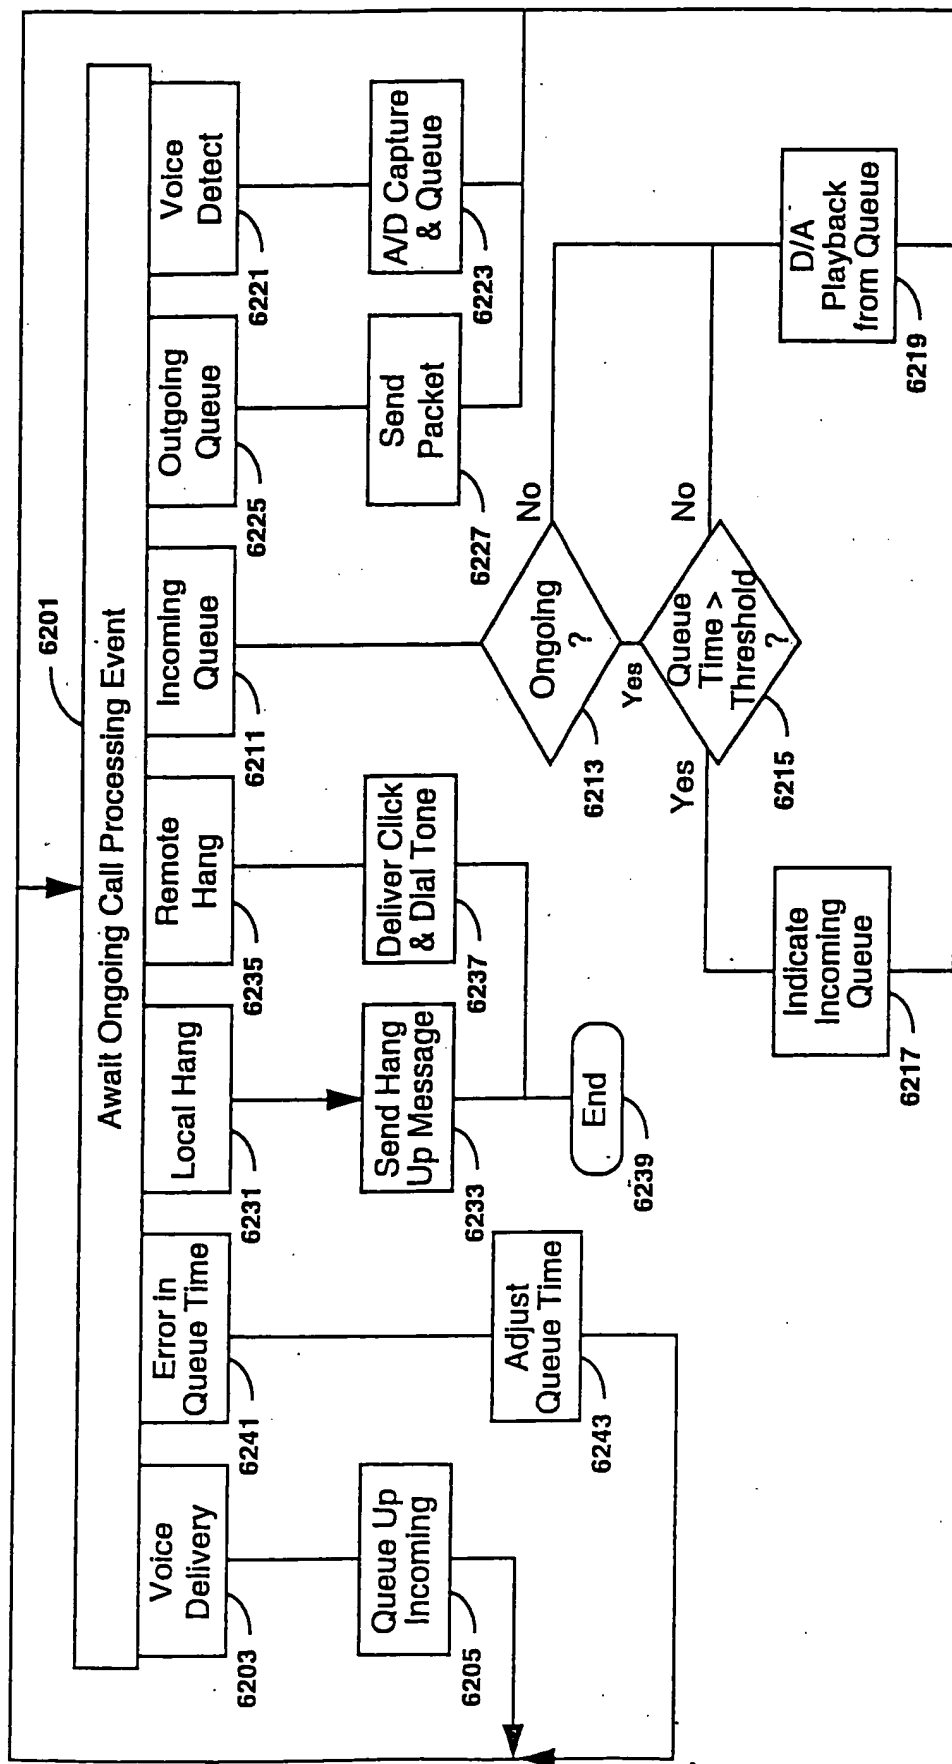 6201
Await Ongoing Call Processing Event
Voice
Delivery
6203
Error in
Queue Time
6241
Local Hang
6231
Remote
Hang
6235
Incoming
Queue
6211
Outgoing
Queue
6225
Voice
Detect
6221
Queue Up
Incoming
6205
Send Hang
Up Message
6233
Deliver Click
& Dial Tone
6237
Send
Packet
6227
A/D Capture
& Queue
6223
Adjust
Queue Time
6243
End
6239
Ongoing
?
6213
No
Yes
Queue
Time >
Threshold
?
6215
Yes
No
Indicate
Incoming
Queue
6217
D/A
Playback
from Queue
6219